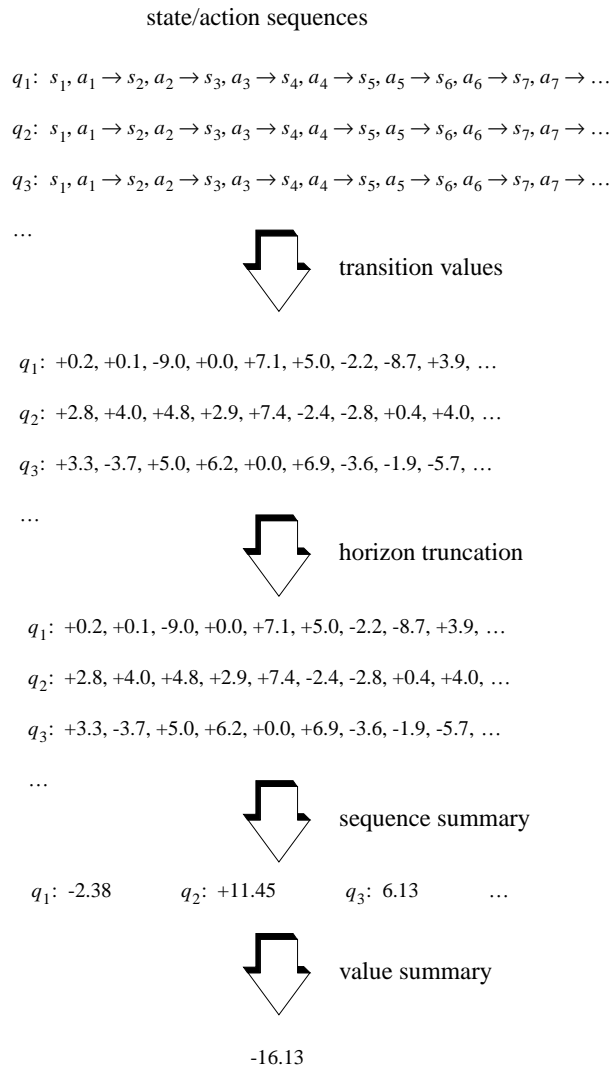 state/action sequences
q1: s1, a1 → s2, a2 → s3, a3 → s4, a4 → s5, a5 → s6, a6 → s7, a7 → …
q2: s1, a1 → s2, a2 → s3, a3 → s4, a4 → s5, a5 → s6, a6 → s7, a7 → …
q3: s1, a1 → s2, a2 → s3, a3 → s4, a4 → s5, a5 → s6, a6 → s7, a7 → …
…
transition values
q1: +0.2, +0.1, -9.0, +0.0, +7.1, +5.0, -2.2, -8.7, +3.9, …
q2: +2.8, +4.0, +4.8, +2.9, +7.4, -2.4, -2.8, +0.4, +4.0, …
q3: +3.3, -3.7, +5.0, +6.2, +0.0, +6.9, -3.6, -1.9, -5.7, …
…
horizon truncation
q1: +0.2, +0.1, -9.0, +0.0, +7.1, +5.0, -2.2, -8.7, +3.9, …
q2: +2.8, +4.0, +4.8, +2.9, +7.4, -2.4, -2.8, +0.4, +4.0, …
q3: +3.3, -3.7, +5.0, +6.2, +0.0, +6.9, -3.6, -1.9, -5.7, …
…
sequence summary
q1: -2.38 q2: +11.45 q3: 6.13 …
value summary
-16.13